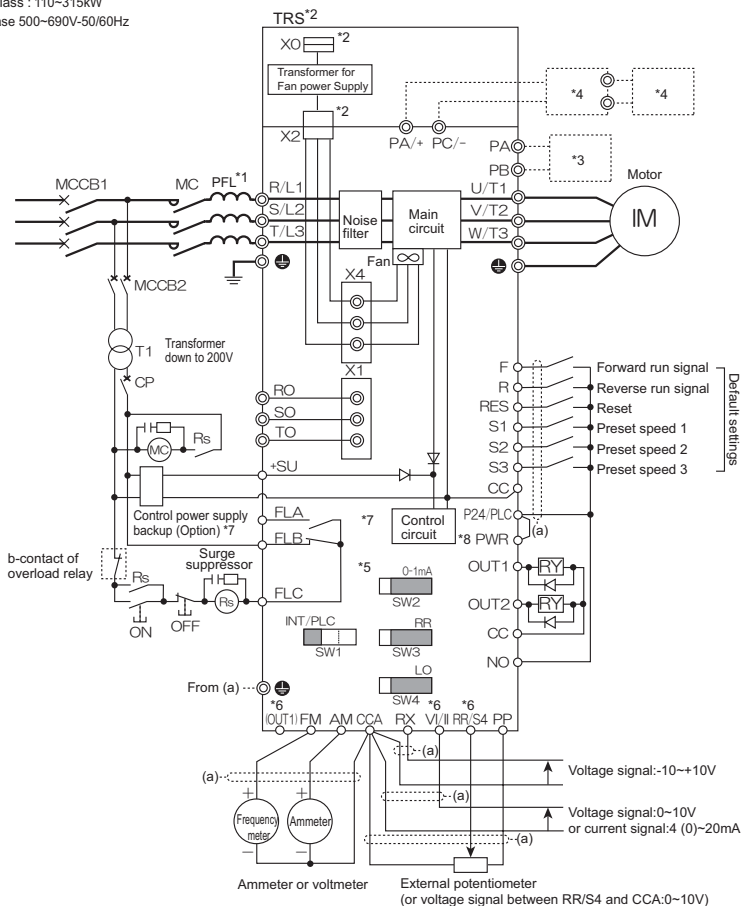 lass : 110~315kW
ase 500~690V-50/60Hz
TRS*2
X0
*2
Transformer for
Fan power Supply
*2
X2
PA/+ PC/-
*4
*4
PA
PB
*3
MCCB1
MC
PFL*1
R/L1
S/L2
T/L3
Noise
filter
Main
circuit
U/T1
V/T2
W/T3
Motor
IM
Fan
X4
MCCB2
T1
Transformer
down to 200V
CP
X1
RO
SO
TO
MC
Rs
+SU
Control power supply
backup (Option) *7
FLA
FLB
FLC
*7
Control
circuit
*8
b-contact of
overload relay
Surge
suppressor
Rs
Rs
ON
OFF
*5
0-1mA
SW2
INT/PLC
SW1
RR
SW3
LO
SW4
F
Forward run signal
R
Reverse run signal
RES
Reset
S1
Preset speed 1
S2
Preset speed 2
S3
Preset speed 3
Default settings
CC
P24/PLC
PWR
(a)
OUT1
RY
OUT2
RY
CC
NO
From (a)
*6
(OUT1) FM AM CCA RX
*6
VI/II
*6
RR/S4 PP
(a)
(a)
(a)
(a)
Voltage signal:-10~+10V
Voltage signal:0~10V
or current signal:4 (0)~20mA
+
Frequency
meter
−
+
Ammeter
−
Ammeter or voltmeter
External potentiometer
(or voltage signal between RR/S4 and CCA:0~10V)